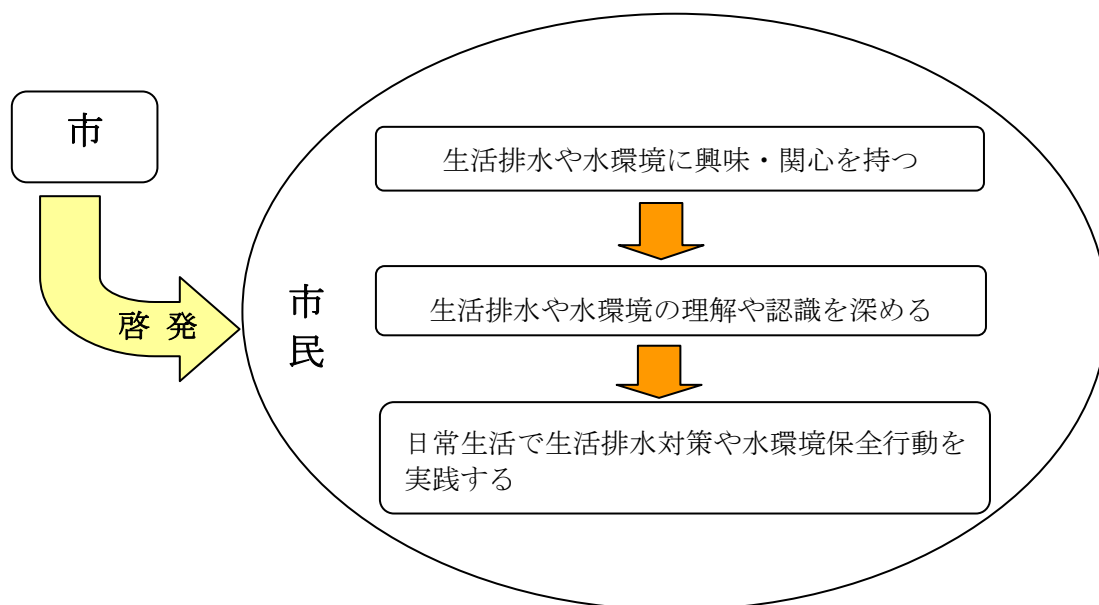 市
啓発
市民
生活排水や水環境に興味・関心を持つ
生活排水や水環境の理解や認識を深める
日常生活で生活排水対策や水環境保全行動を
実践する